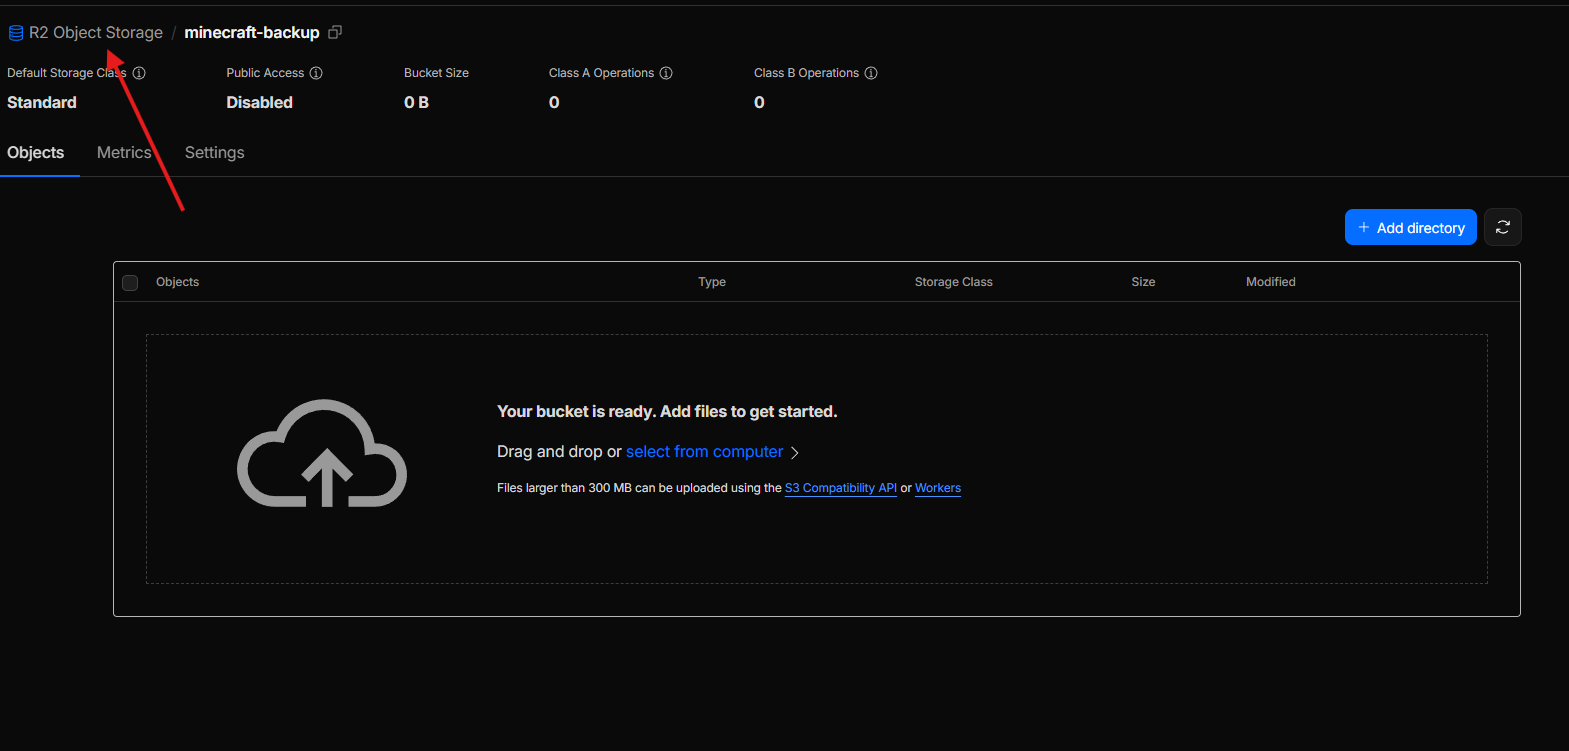 R2 Object Storage / minecraft-backup
Default Storage Class Public Access Bucket Size Class A Operations Class B Operations
Standard Disabled 0 B 0 0
Objects Metrics Settings
+ Add directory
Objects Type Storage Class Size Modified
Your bucket is ready. Add files to get started.
Drag and drop or select from computer
Files larger than 300 MB can be uploaded using the S3 Compatibility API or Workers